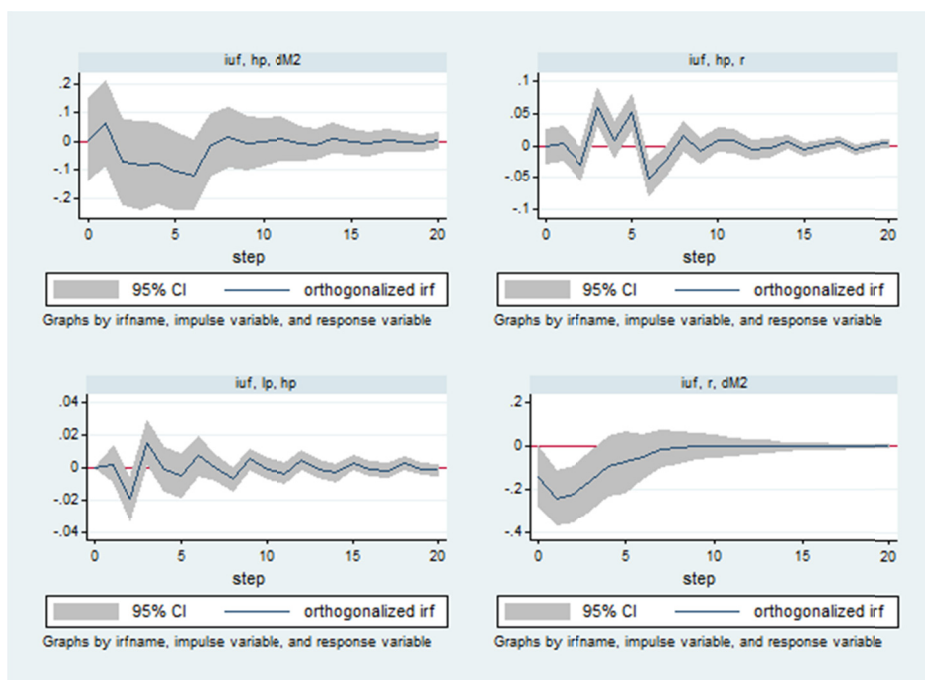 iuf, hp, dM2
.2
.1
0
-.1
-.2
0 5 10 15 20
step
95% CI orthogonalized irf
Graphs by irfname, impulse variable, and response variable
iuf, hp, r
.1
.05
0
-.05
-.1
0 5 10 15 20
step
95% CI orthogonalized irf
Graphs by irfname, impulse variable, and response variable
iuf, lp, hp
.04
.02
0
-.02
-.04
0 5 10 15 20
step
95% CI orthogonalized irf
Graphs by irfname, impulse variable, and response variable
iuf, r, dM2
.2
0
-.2
-.4
0 5 10 15 20
step
95% CI orthogonalized irf
Graphs by irfname, impulse variable, and response variable